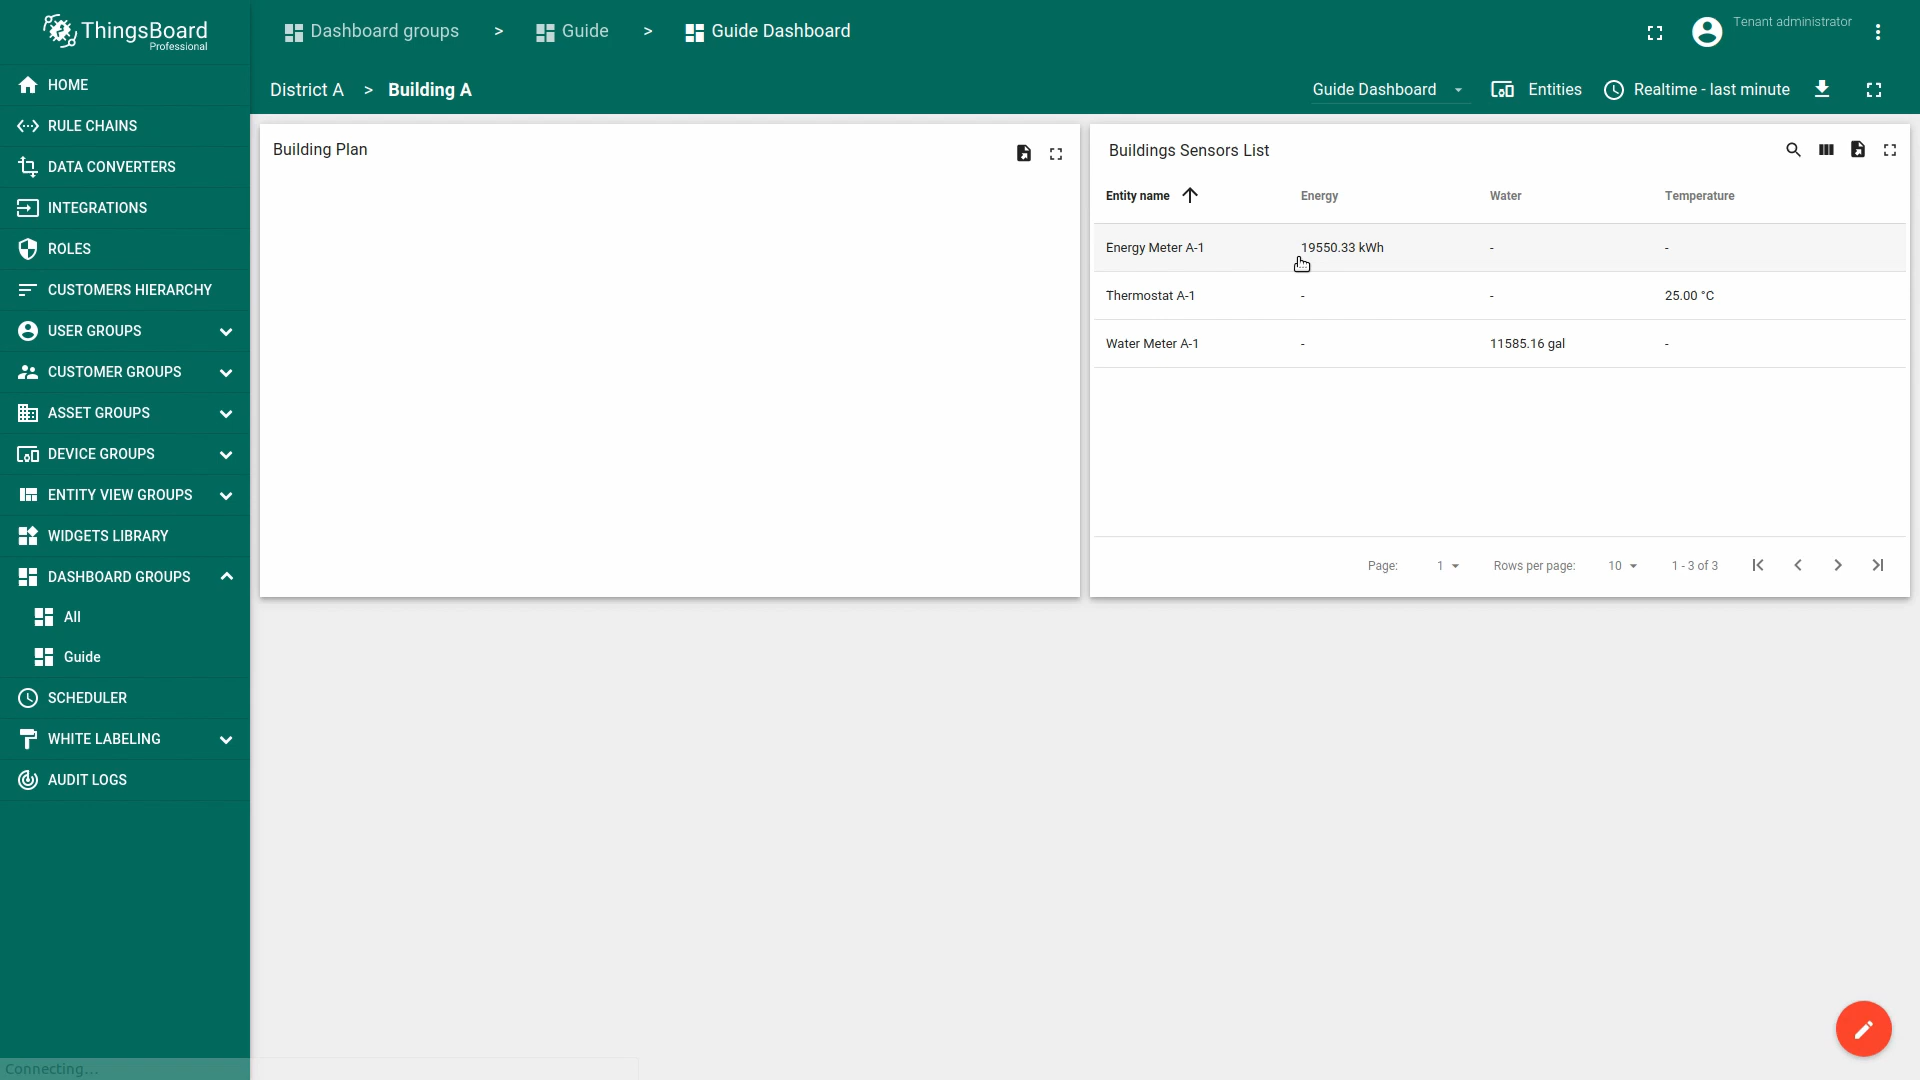 ThingsBoard
Professional
Dashboard groups > Guide > Guide Dashboard
Tenant administrator
District A > Building A
Guide Dashboard
Entities
Realtime - last minute
HOME
RULE CHAINS
DATA CONVERTERS
INTEGRATIONS
ROLES
CUSTOMERS HIERARCHY
USER GROUPS
CUSTOMER GROUPS
ASSET GROUPS
DEVICE GROUPS
ENTITY VIEW GROUPS
WIDGETS LIBRARY
DASHBOARD GROUPS
All
Guide
SCHEDULER
WHITE LABELING
AUDIT LOGS
Connecting...
Building Plan
Buildings Sensors List
Entity name Energy Water Temperature
Energy Meter A-1 19550.33 kWh - -
Thermostat A-1 - - 25.00 °C
Water Meter A-1 - 11585.16 gal -
Page: 1 Rows per page: 10 1 - 3 of 3